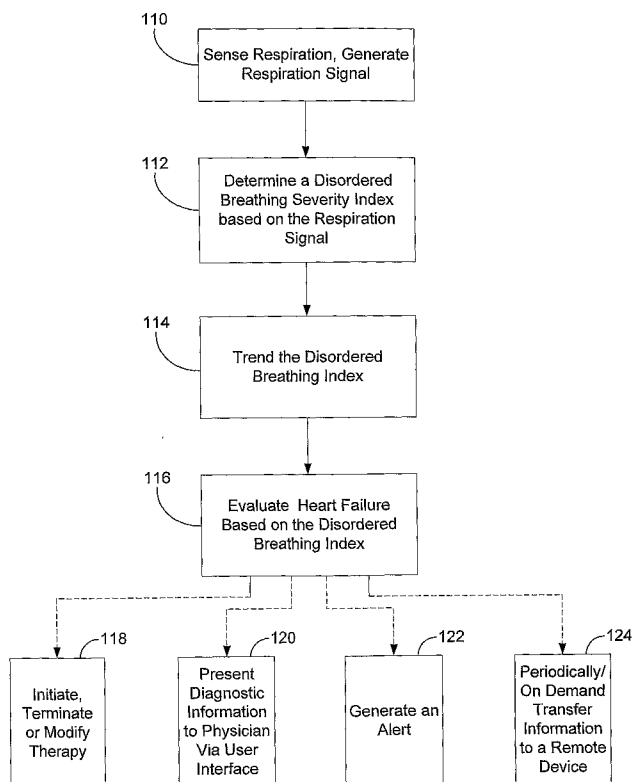 110
Sense Respiration, Generate
Respiration Signal
112
Determine a Disordered
Breathing Severity Index
based on the Respiration
Signal
114
Trend the Disordered
Breathing Index
116
Evaluate Heart Failure
Based on the Disordered
Breathing Index
118
Initiate,
Terminate
or Modify
Therapy
120
Present
Diagnostic
Information
to Physician
Via User
Interface
122
Generate an
Alert
124
Periodically/
On Demand
Transfer
Information
to a Remote
Device